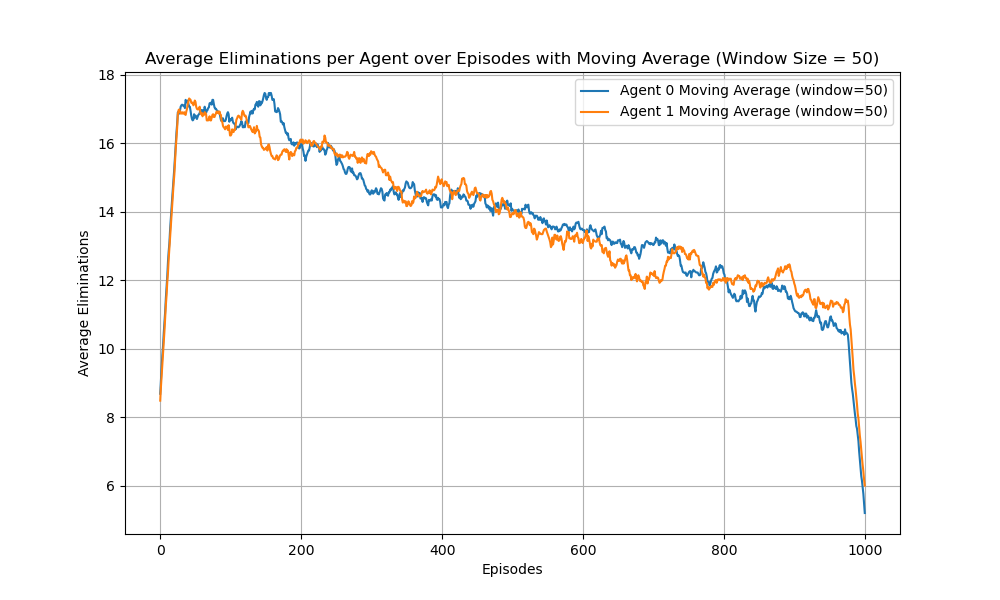 Average Eliminations per Agent over Episodes with Moving Average (Window Size = 50)
Agent 0 Moving Average (window=50)
Agent 1 Moving Average (window=50)
18
16
14
12
10
8
6
Average Eliminations
0
200
400
600
800
1000
Episodes